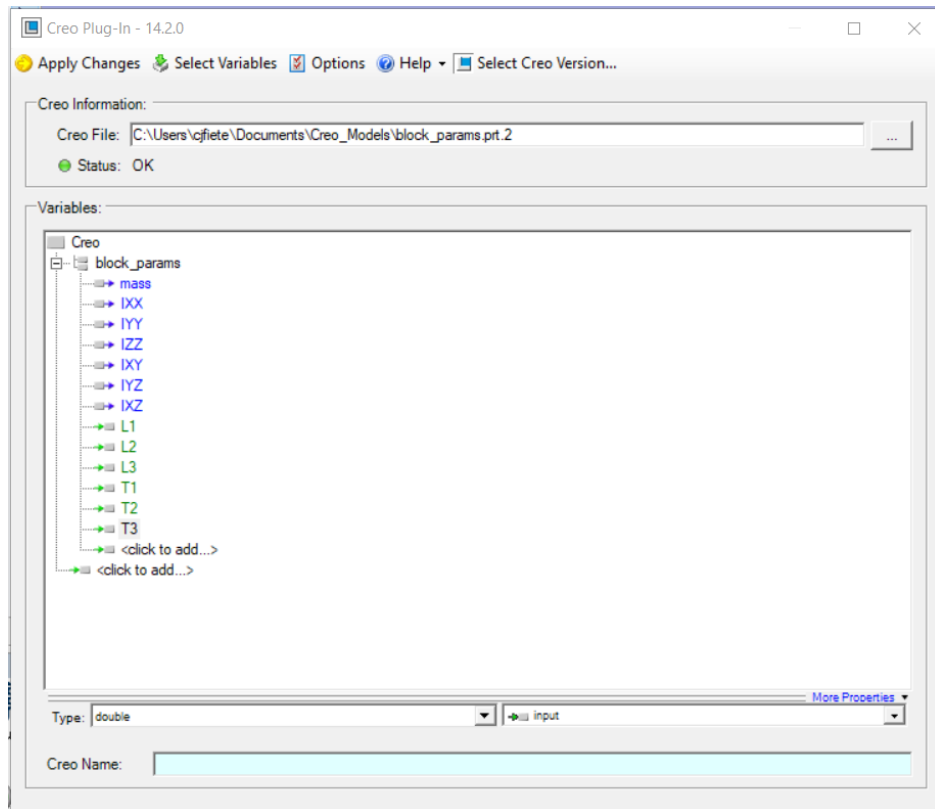 Creo Plug-In - 14.2.0
Apply Changes Select Variables Options Help Select Creo Version...
Creo Information:
Creo File: C:\Users\cjfiete\Documents\Creo_Models\block_params.prt.2 ...
Status: OK
Variables:
Creo
block_params
mass
IXX
IYY
IZZ
IXY
IYZ
IXZ
L1
L2
L3
T1
T2
T3
<click to add...>
<click to add...>
More Properties
Type: double input
Creo Name: